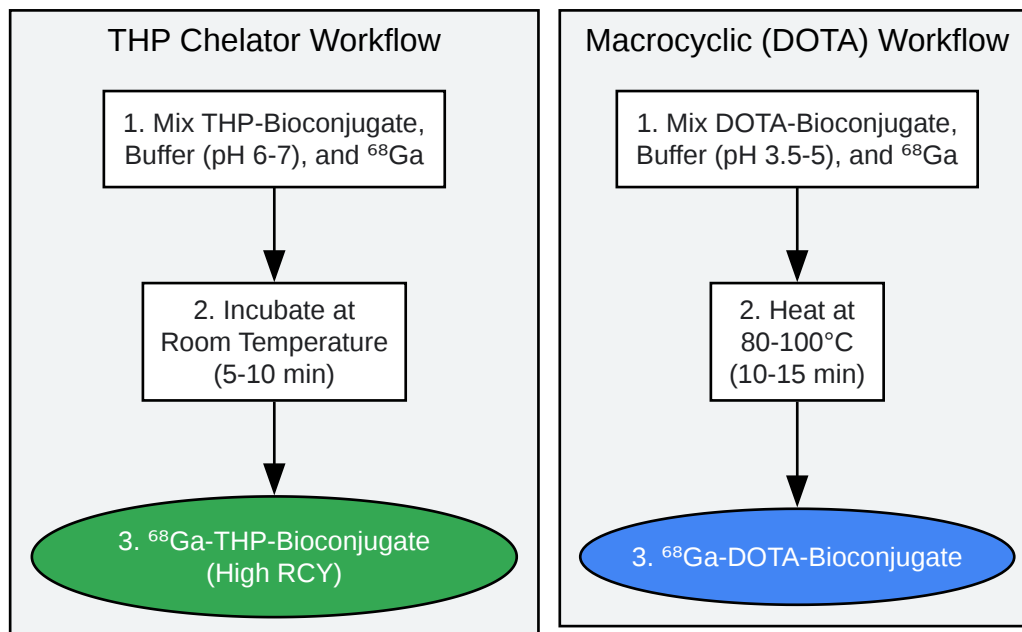 THP Chelator Workflow
1. Mix THP-Bioconjugate,
Buffer (pH 6-7), and ⁶⁸Ga
2. Incubate at
Room Temperature
(5-10 min)
3. ⁶⁸Ga-THP-Bioconjugate
(High RCY)
Macrocyclic (DOTA) Workflow
1. Mix DOTA-Bioconjugate,
Buffer (pH 3.5-5), and ⁶⁸Ga
2. Heat at
80-100°C
(10-15 min)
3. ⁶⁸Ga-DOTA-Bioconjugate